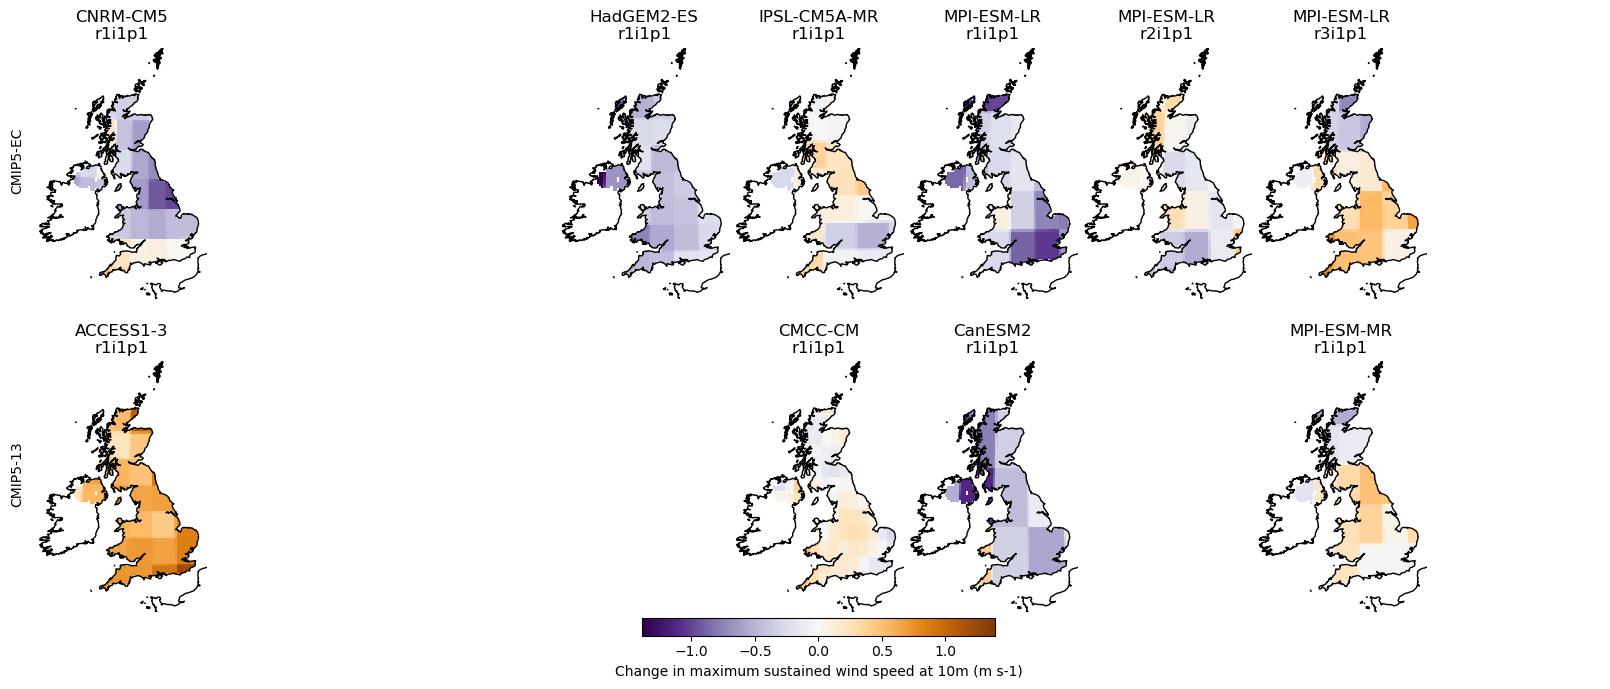 CNRM-CM5
r1i1p1
HadGEM2-ES
r1i1p1
IPSL-CM5A-MR
r1i1p1
MPI-ESM-LR
r1i1p1
MPI-ESM-LR
r2i1p1
MPI-ESM-LR
r3i1p1
CMIP5-EC
ACCESS1-3
r1i1p1
CMCC-CM
r1i1p1
CanESM2
r1i1p1
MPI-ESM-MR
r1i1p1
CMIP5-13
−1.0 −0.5 0.0 0.5 1.0
Change in maximum sustained wind speed at 10m (m s-1)